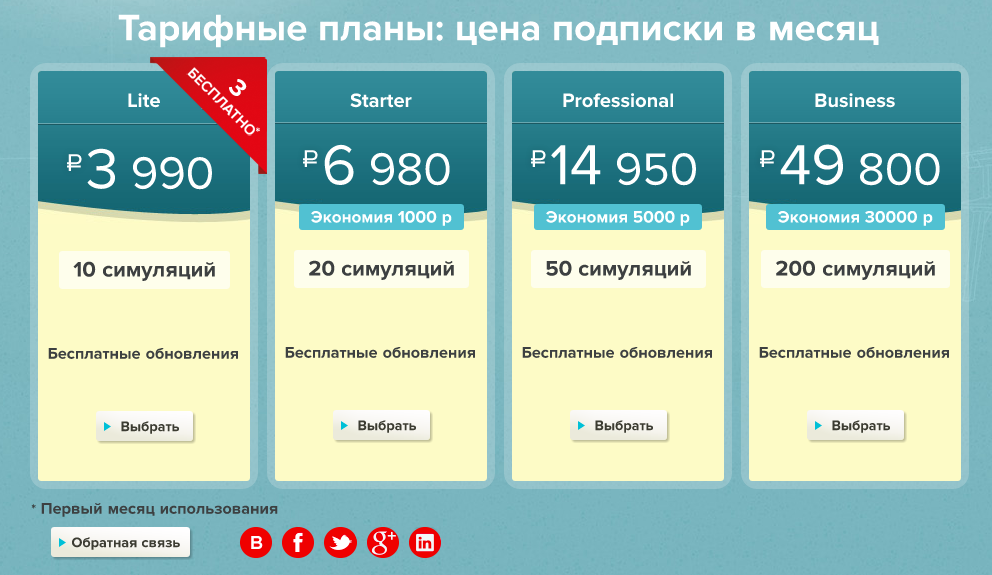 Тарифные планы: цена подписки в месяц
Lite
3
БЕСПЛАТНО*
₽3 990
10 симуляций
Бесплатные обновления
Выбрать
Starter
₽6 980
Экономия 1000 р
20 симуляций
Бесплатные обновления
Выбрать
Professional
₽14 950
Экономия 5000 р
50 симуляций
Бесплатные обновления
Выбрать
Business
₽49 800
Экономия 30000 р
200 симуляций
Бесплатные обновления
Выбрать
* Первый месяц использования
Обратная связь
B f g+ in